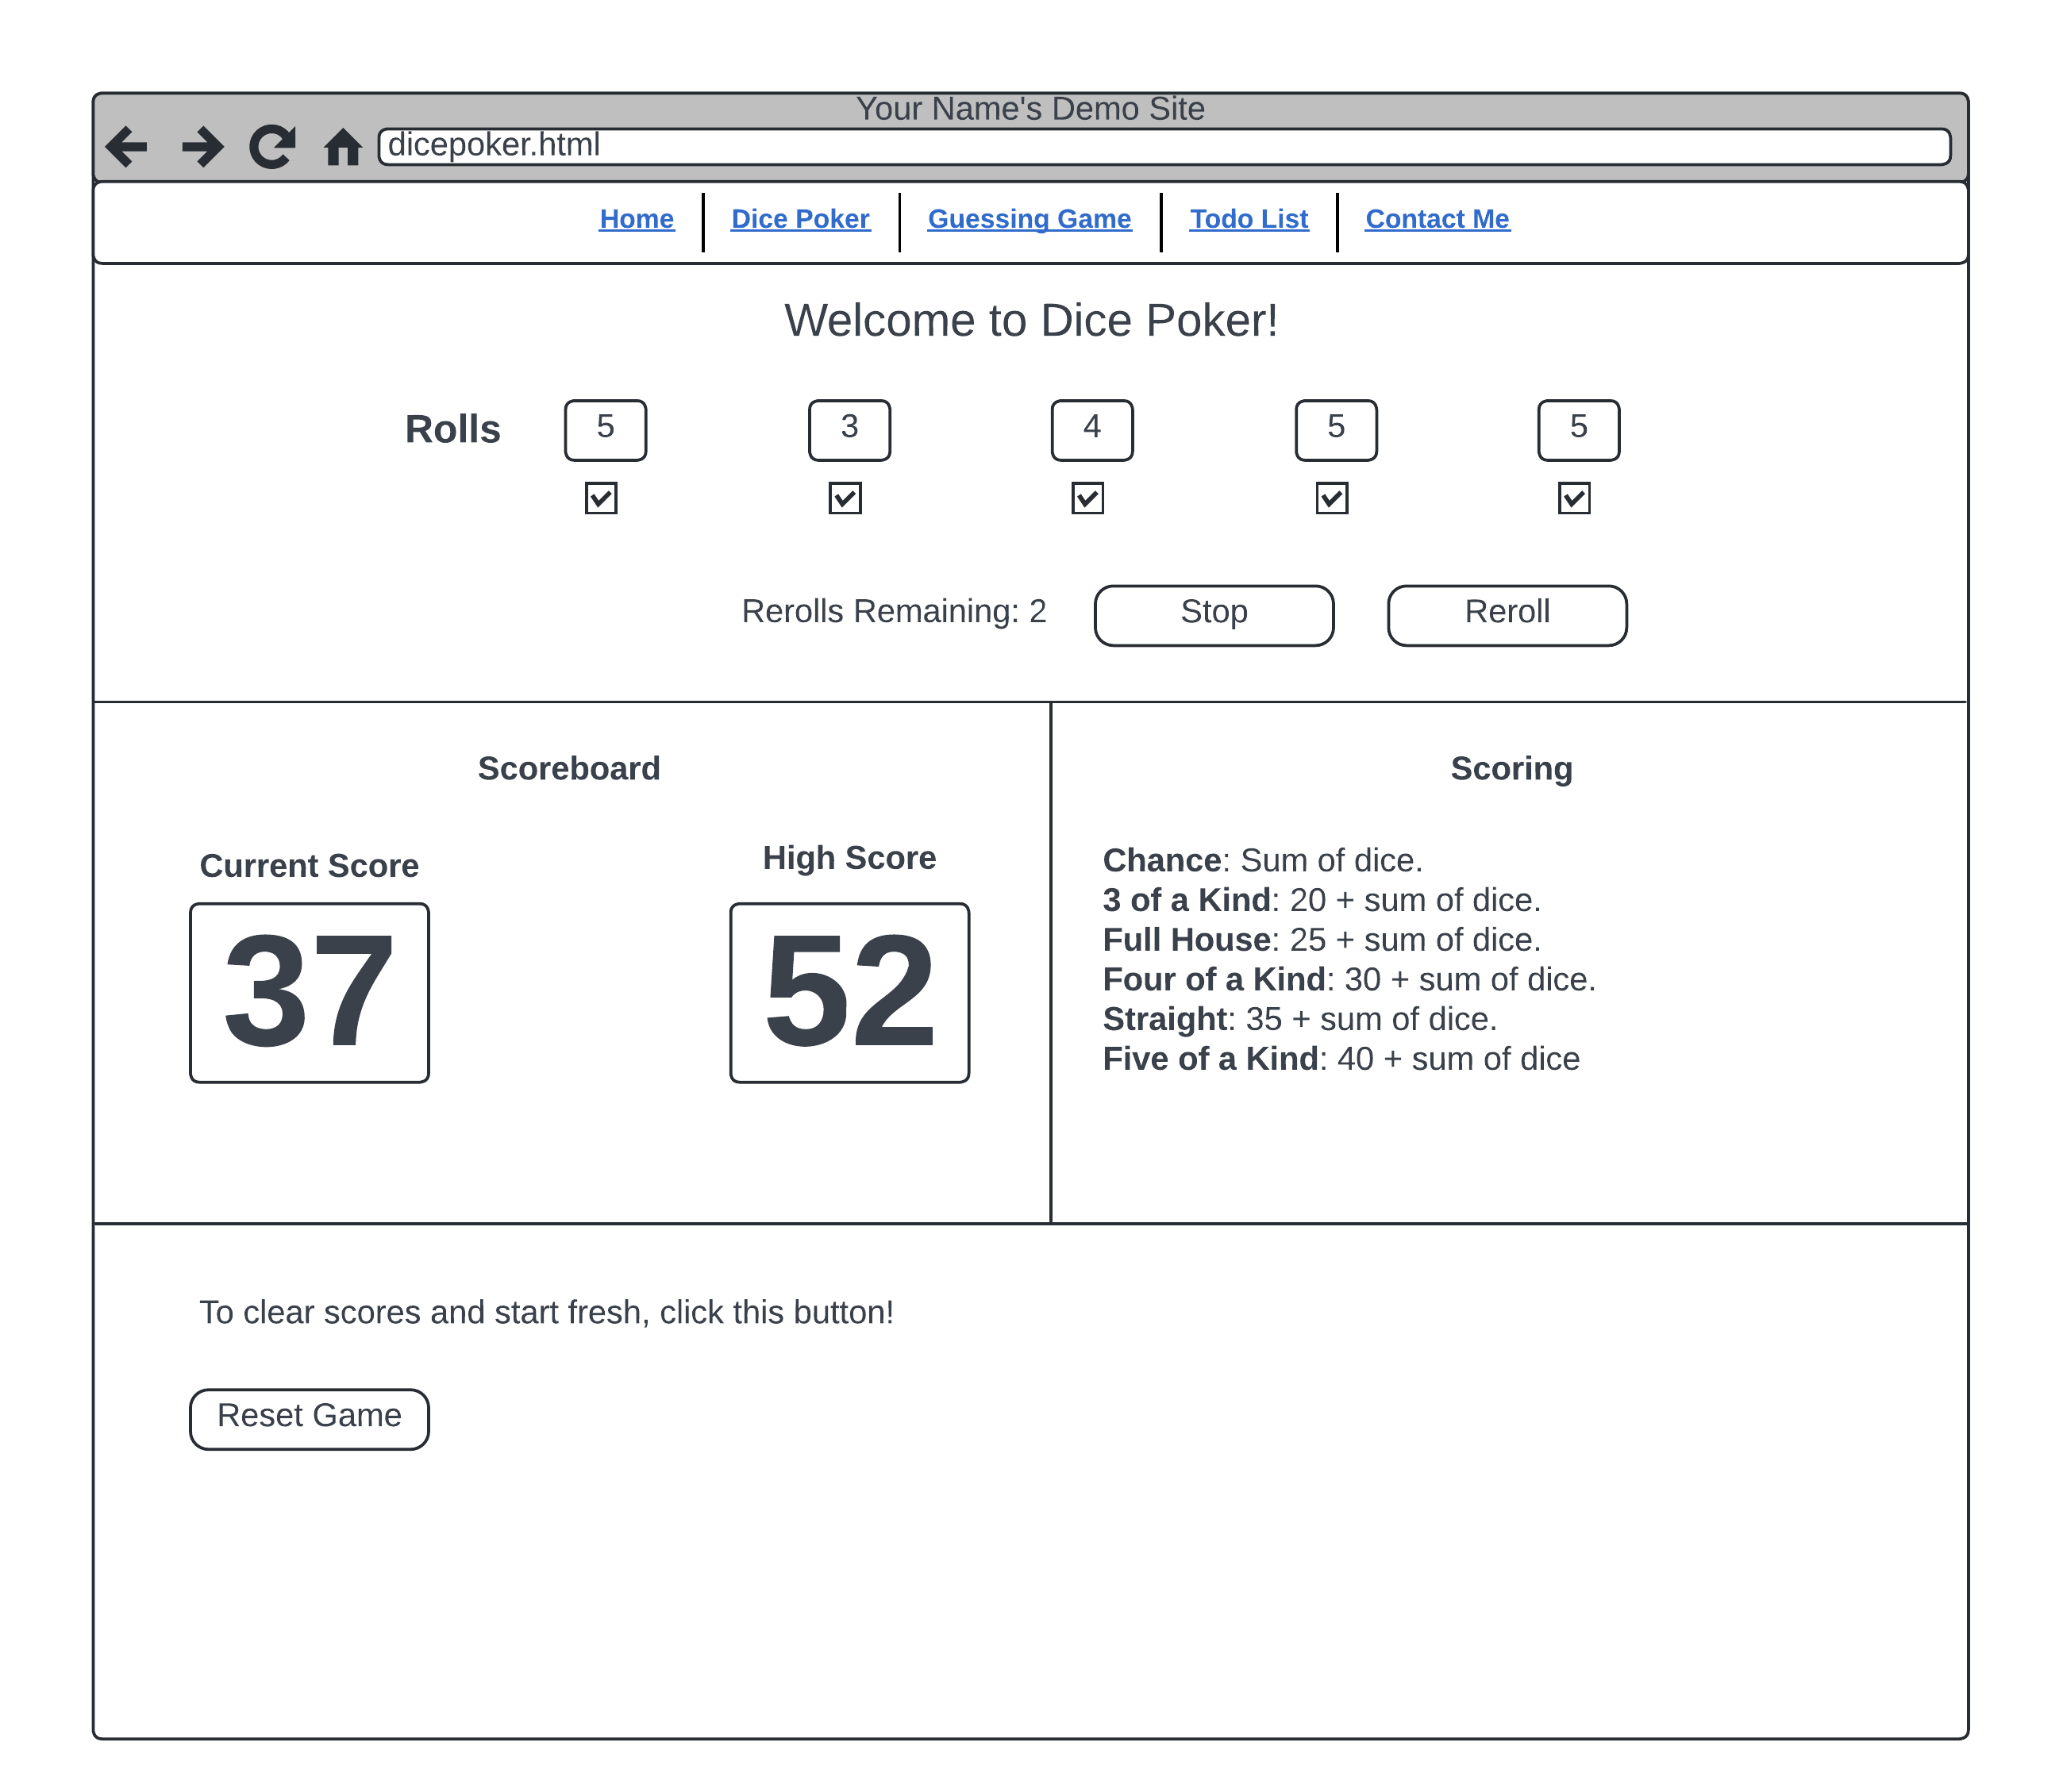 Your Name's Demo Site
dicepoker.html
Home Dice Poker Guessing Game Todo List Contact Me
Welcome to Dice Poker!
Rolls 5 3 4 5 5
Rerolls Remaining: 2 Stop Reroll
Scoreboard
Current Score High Score
37 52
Scoring
Chance: Sum of dice.
3 of a Kind: 20 + sum of dice.
Full House: 25 + sum of dice.
Four of a Kind: 30 + sum of dice.
Straight: 35 + sum of dice.
Five of a Kind: 40 + sum of dice
To clear scores and start fresh, click this button!
Reset Game